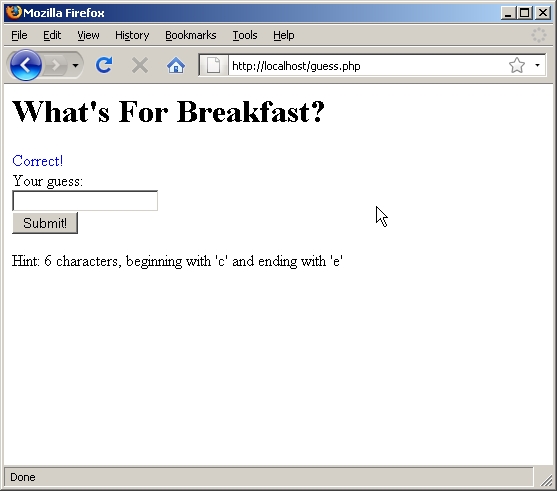 Mozilla Firefox
File Edit View History Bookmarks Tools Help
http://localhost/guess.php
What's For Breakfast?
Correct!
Your guess:
Submit!
Hint: 6 characters, beginning with 'c' and ending with 'e'
Done